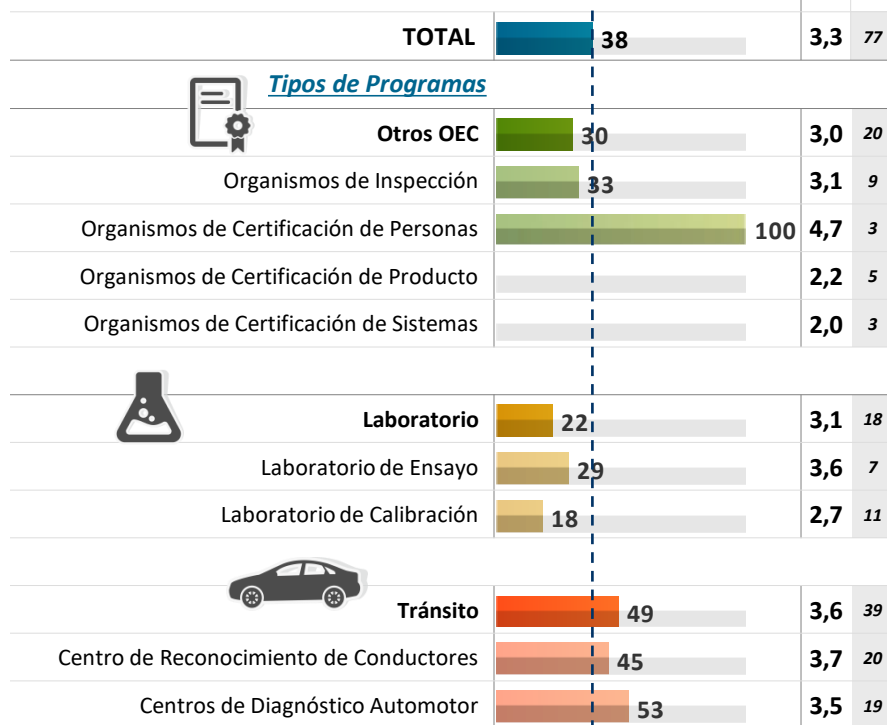 TOTAL 38 3,3 77
Tipos de Programas
Otros OEC 30 3,0 20
Organismos de Inspección 33 3,1 9
Organismos de Certificación de Personas 100 4,7 3
Organismos de Certificación de Producto 2,2 5
Organismos de Certificación de Sistemas 2,0 3
Laboratorio 22 3,1 18
Laboratorio de Ensayo 29 3,6 7
Laboratorio de Calibración 18 2,7 11
Tránsito 49 3,6 39
Centro de Reconocimiento de Conductores 45 3,7 20
Centros de Diagnóstico Automotor 53 3,5 19